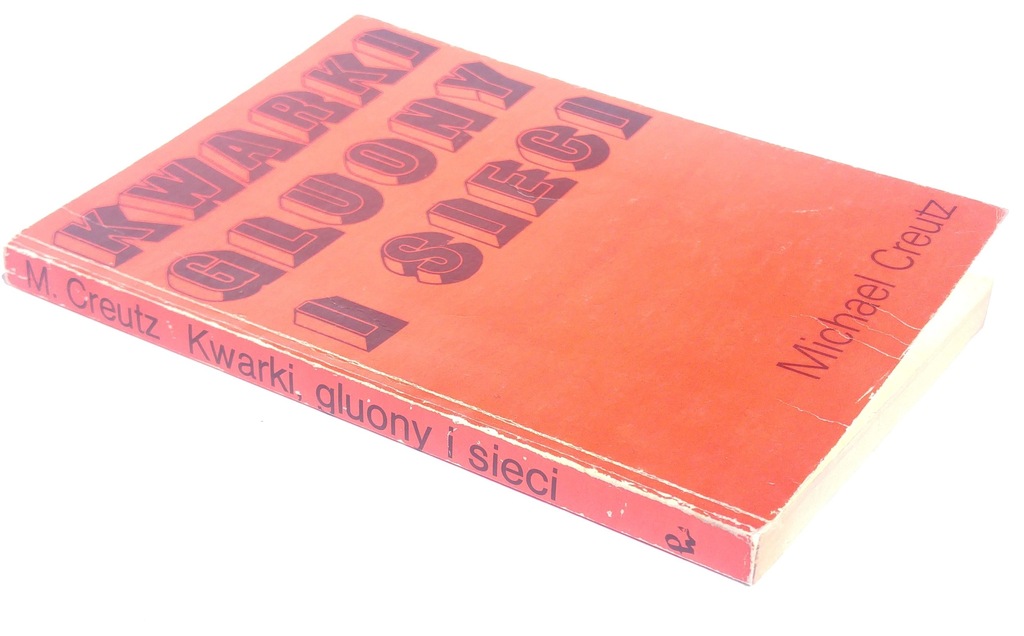 KWARKI
GLUONY
I SIECI
Michael Creutz
M. Creutz Kwarki, gluony i sieci